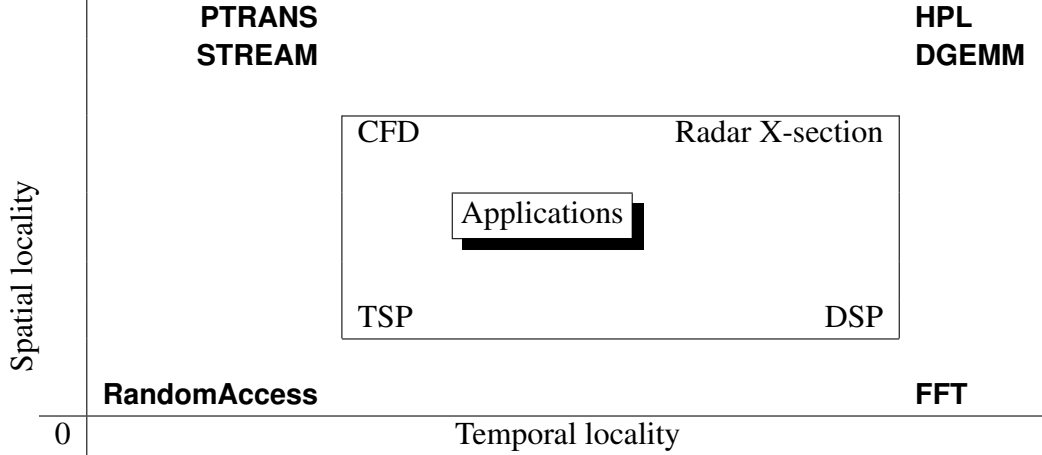 PTRANS HPL
STREAM DGEMM
CFD Radar X-section
Applications
Spatial locality
TSP DSP
RandomAccess FFT
0 Temporal locality